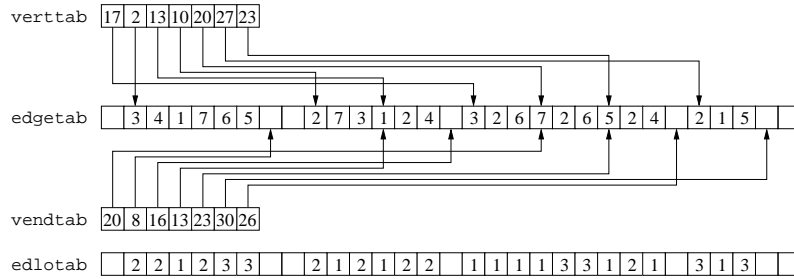 verttab 17 2 13 10 20 27 23
edgetab 3 4 1 7 6 5 2 7 3 1 2 4 3 2 6 7 2 6 5 2 4 2 1 5
vendtab 20 8 16 13 23 30 26
edlotab 2 2 1 2 3 3 2 1 2 1 2 2 1 1 1 1 3 3 1 2 1 3 1 3